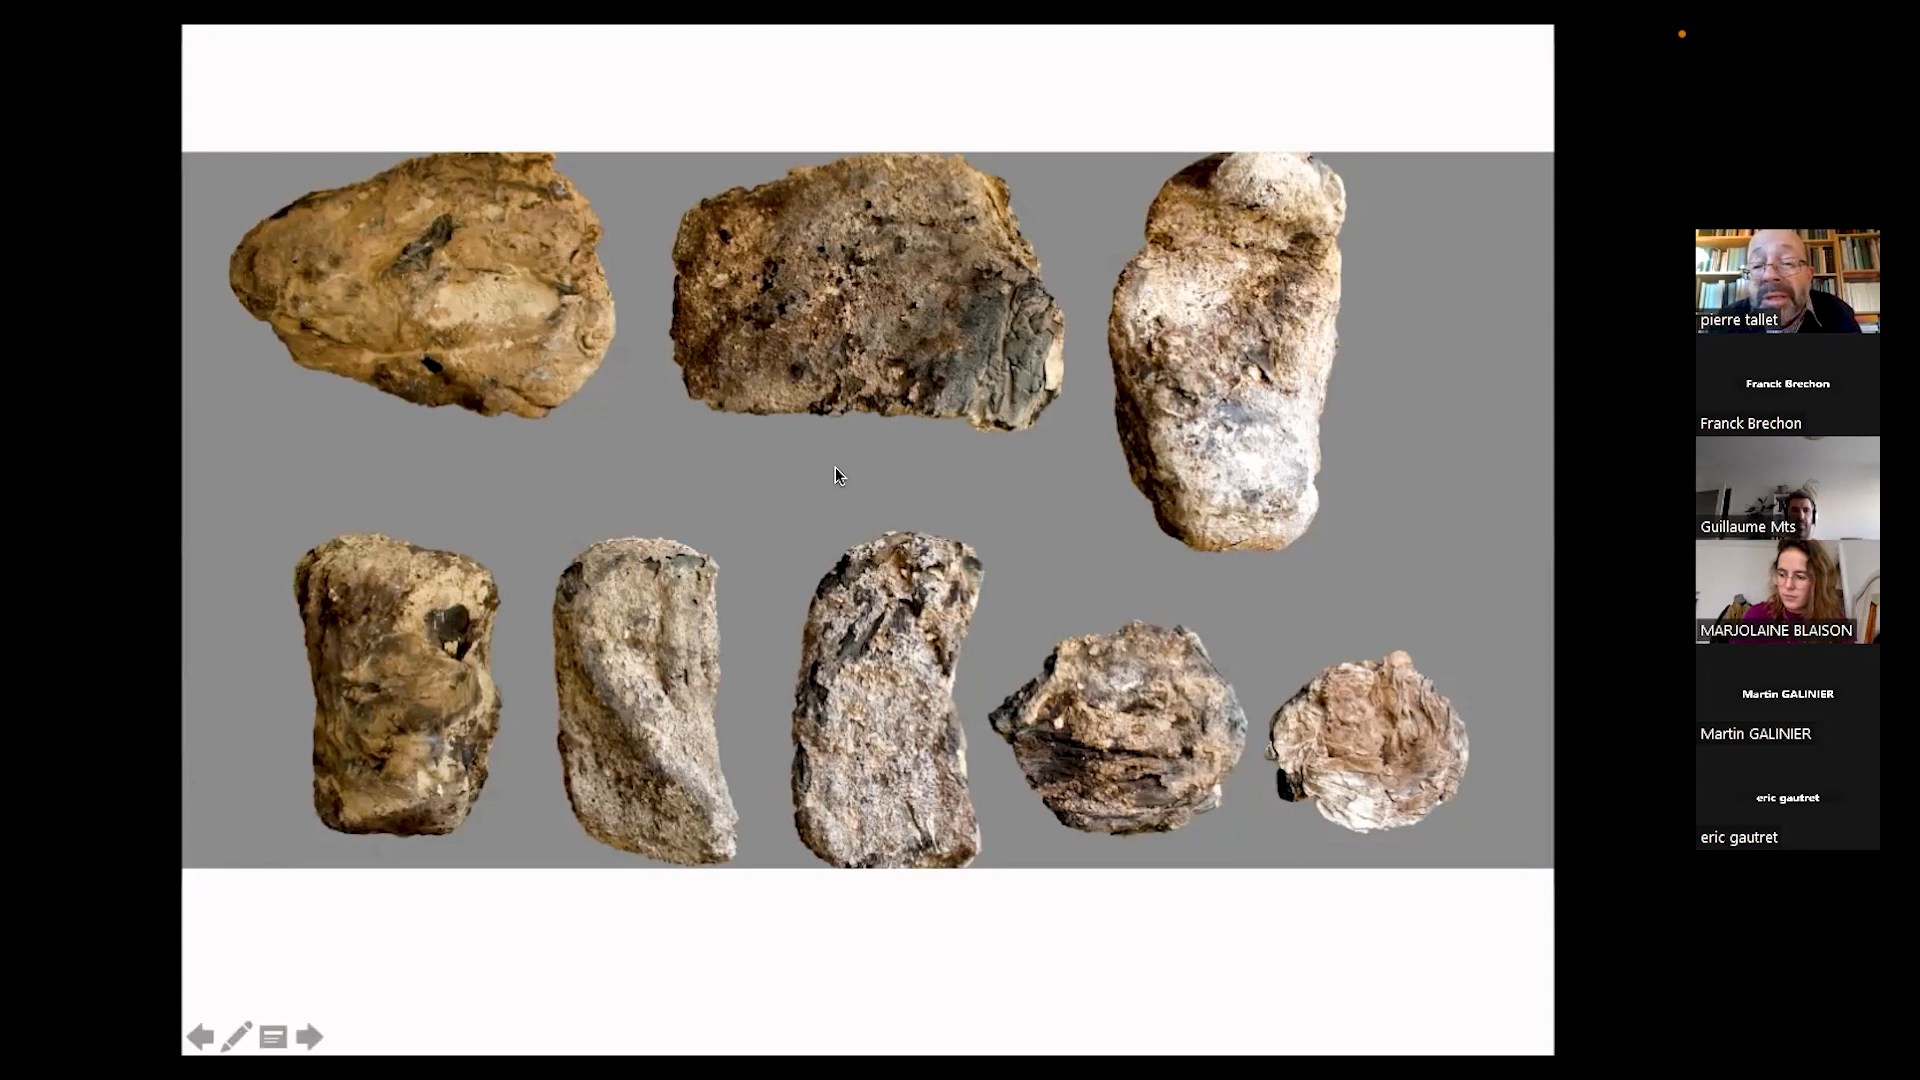 pierre tallet
Franck Brechon
Franck Brechon
Guillaume Mts
MARJOLAINE BLAISON
Martin GALINIER
Martin GALINIER
eric gautret
eric gautret